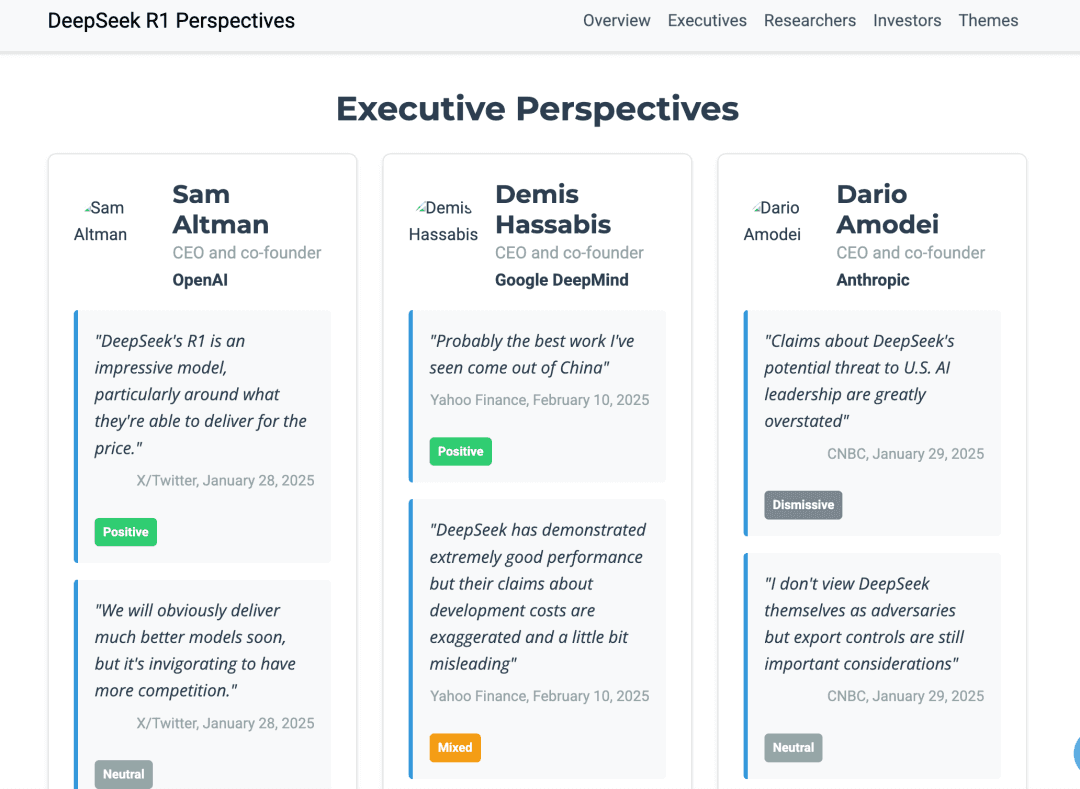 DeepSeek R1 Perspectives
Overview Executives Researchers Investors Themes
Executive Perspectives
Sam
Altman
Sam
Altman
CEO and co-founder
OpenAI
"DeepSeek's R1 is an
impressive model,
particularly around what
they're able to deliver for the
price."
X/Twitter, January 28, 2025
Positive
"We will obviously deliver
much better models soon,
but it's invigorating to have
more competition."
X/Twitter, January 28, 2025
Neutral
Demis
Hassabis
Demis
Hassabis
CEO and co-founder
Google DeepMind
"Probably the best work I've
seen come out of China"
Yahoo Finance, February 10, 2025
Positive
"DeepSeek has demonstrated
extremely good performance
but their claims about
development costs are
exaggerated and a little bit
misleading"
Yahoo Finance, February 10, 2025
Mixed
Dario
Amodei
Dario
Amodei
CEO and co-founder
Anthropic
"Claims about DeepSeek's
potential threat to U.S. AI
leadership are greatly
overstated"
CNBC, January 29, 2025
Dismissive
"I don't view DeepSeek
themselves as adversaries
but export controls are still
important considerations"
CNBC, January 29, 2025
Neutral